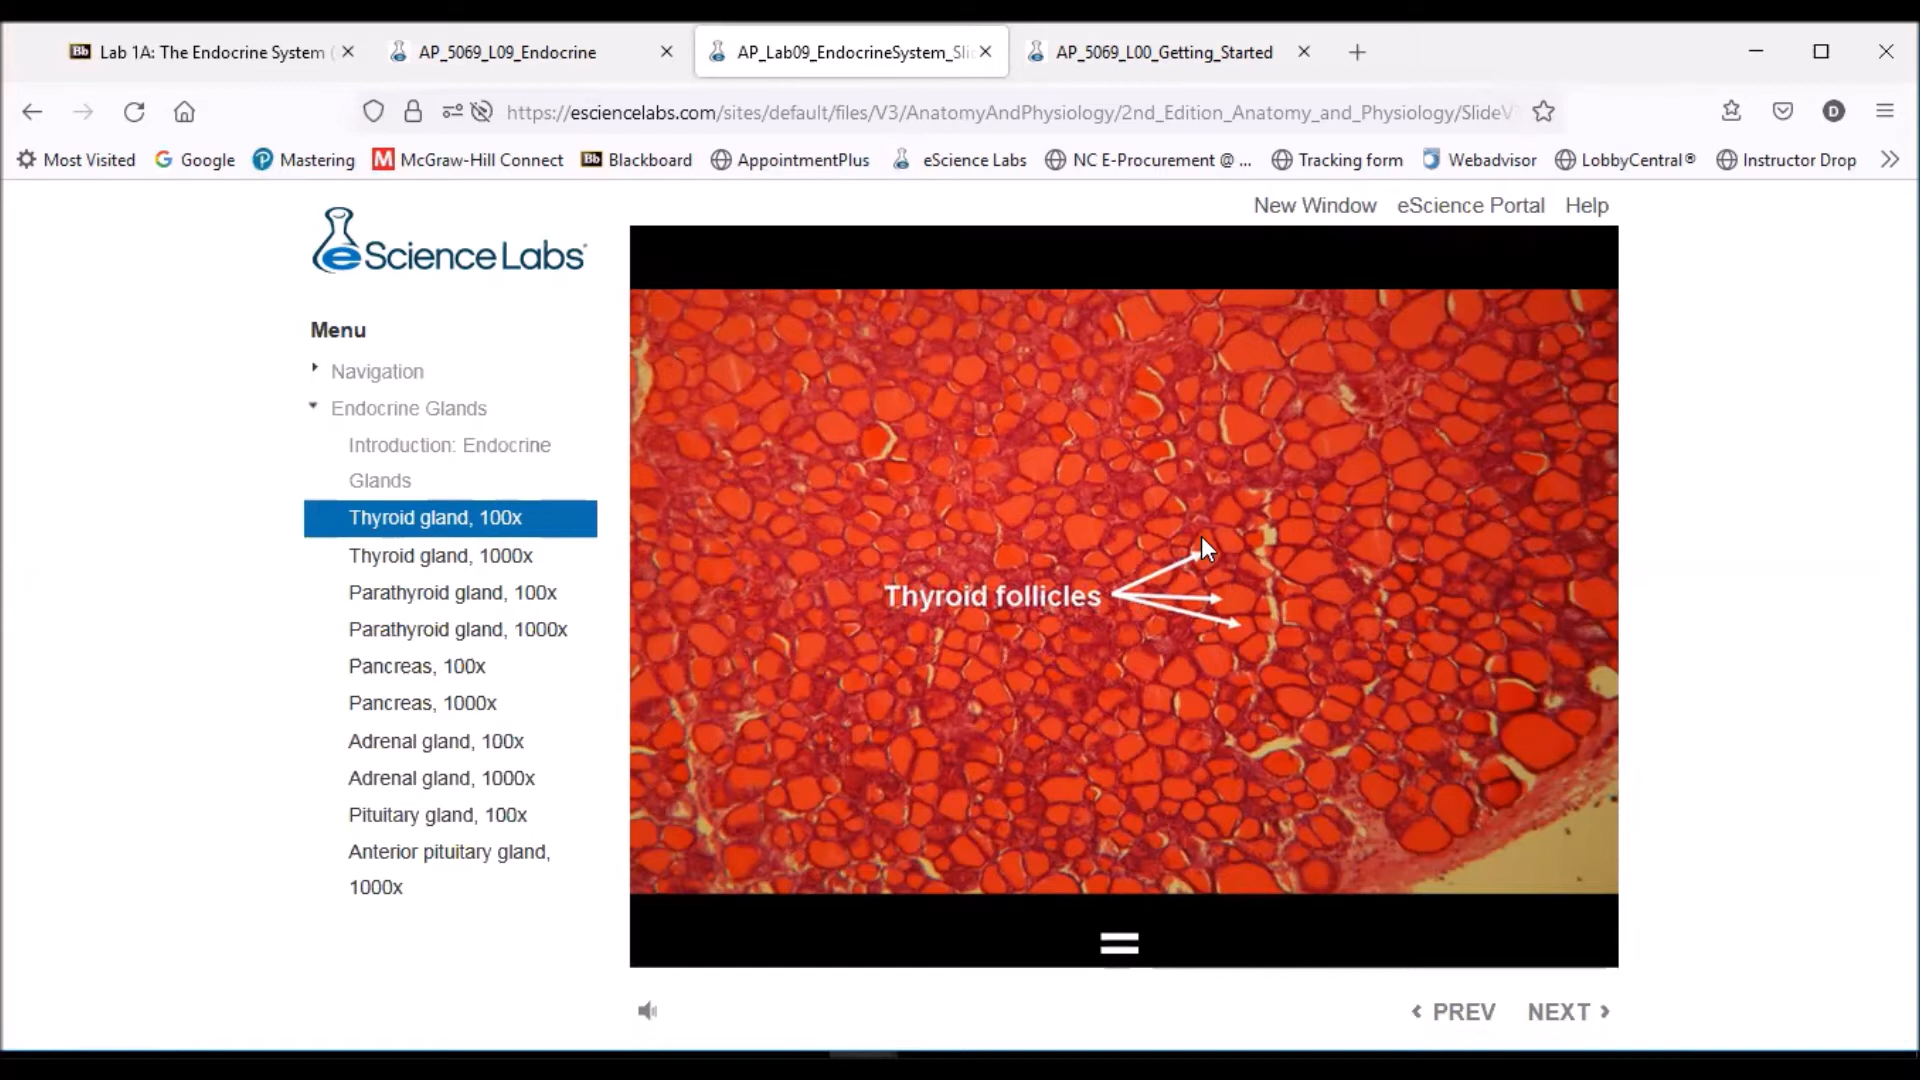 Lab 1A: The Endocrine System (
AP_5069_L09_Endocrine
AP_Lab09_EndocrineSystem_Sli
AP_5069_L00_Getting_Started
https://esciencelabs.com/sites/default/files/V3/AnatomyAndPhysiology/2nd_Edition_Anatomy_and_Physiology/SlideV
D
Most Visited
Google
Mastering
McGraw-Hill Connect
Blackboard
AppointmentPlus
eScience Labs
NC E-Procurement @ ...
Tracking form
Webadvisor
LobbyCentral®
Instructor Drop
New Window
eScience Portal
Help
eScience Labs
Menu
Navigation
Endocrine Glands
Introduction: Endocrine
Glands
Thyroid gland, 100x
Thyroid gland, 1000x
Parathyroid gland, 100x
Parathyroid gland, 1000x
Pancreas, 100x
Pancreas, 1000x
Adrenal gland, 100x
Adrenal gland, 1000x
Pituitary gland, 100x
Anterior pituitary gland,
1000x
Thyroid follicles
PREV
NEXT